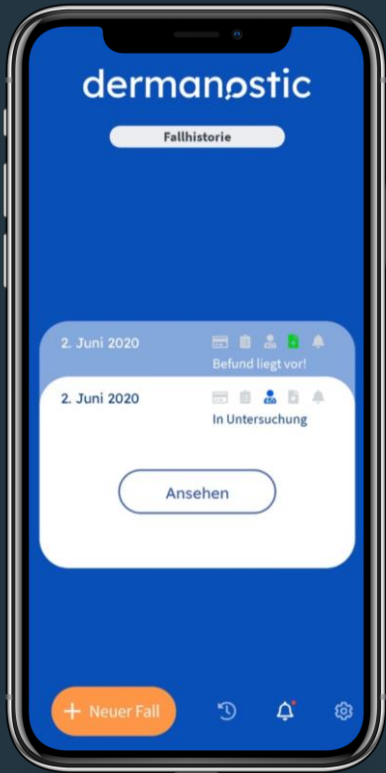 dermanostic
Fallhistorie
2. Juni 2020
Befund liegt vor!
2. Juni 2020
In Untersuchung
Ansehen
+ Neuer Fall